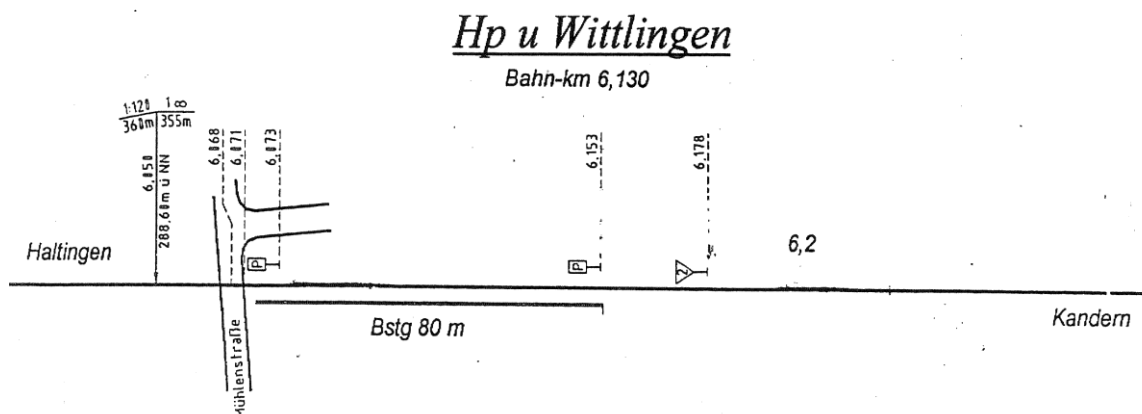 Hp u Wittlingen
Bahn-km 6,130
1:120 1 ∞
360m 355m
6,050
288,60m ü NN
6,068
6,071
6,073
6,153
6,178
Haltingen
P
P
2
6,2
Bstg 80 m
Kandern
Mühlenstraße